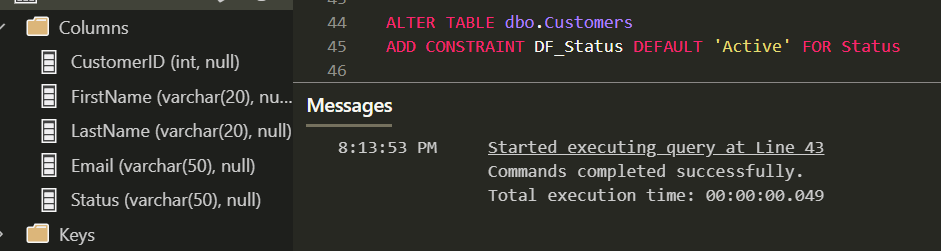 Columns
CustomerID (int, null)
FirstName (varchar(20), nu...
LastName (varchar(20), null)
Email (varchar(50), null)
Status (varchar(50), null)
Keys
44 ALTER TABLE dbo.Customers
45 ADD CONSTRAINT DF_Status DEFAULT 'Active' FOR Status
46
Messages
8:13:53 PM Started executing query at Line 43
Commands completed successfully.
Total execution time: 00:00:00.049